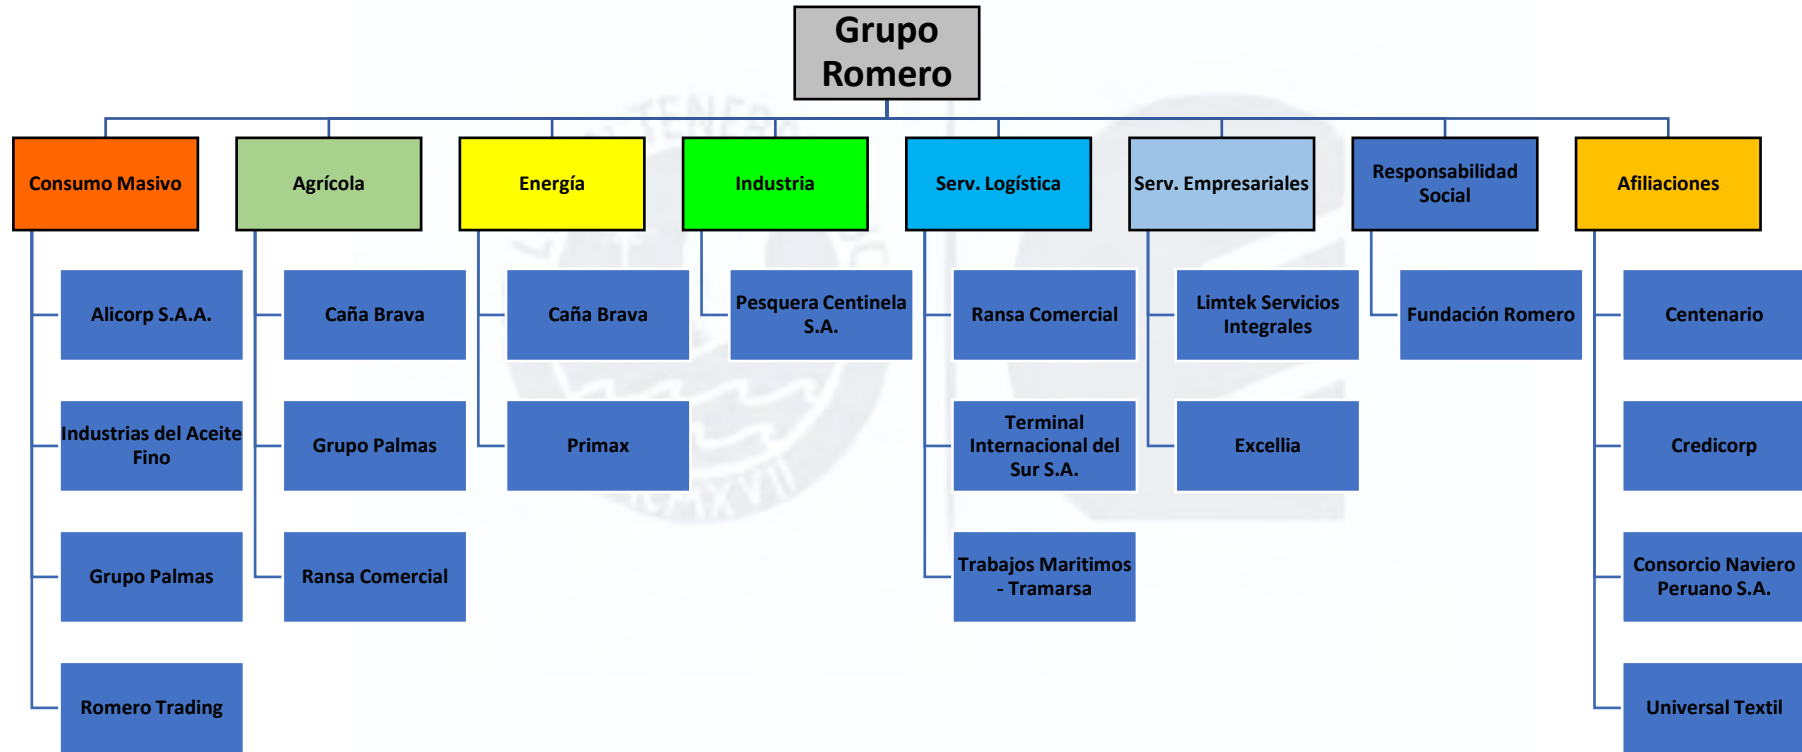 Grupo
Romero
Consumo Masivo
Agrícola
Energía
Industria
Serv. Logística
Serv. Empresariales
Responsabilidad
Social
Afiliaciones
Alicorp S.A.A.
Caña Brava
Caña Brava
Pesquera Centinela
S.A.
Ransa Comercial
Limtek Servicios
Integrales
Fundación Romero
Centenario
Industrias del Aceite
Fino
Grupo Palmas
Primax
Terminal
Internacional del
Sur S.A.
Excellia
Credicorp
Grupo Palmas
Ransa Comercial
Trabajos Maritimos
- Tramarsa
Consorcio Naviero
Peruano S.A.
Romero Trading
Universal Textil